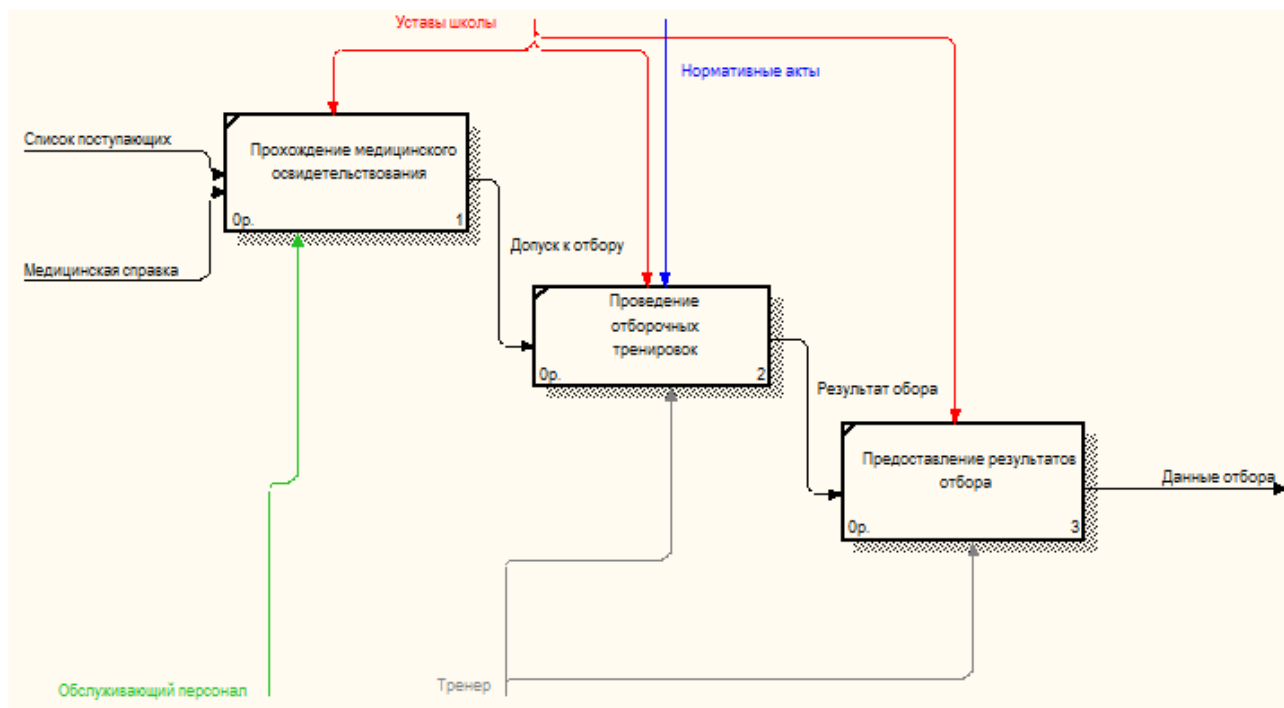 Уставы школы
Нормативные акты
Список поступающих
Прохождение медицинского
освидетельствования
0р.
1
Медицинская справка
Допуск к отбору
Проведение
отборочных
тренировок
0р.
2
Результат обора
Предоставление результатов
отбора
0р.
3
Данные отбора
Обслуживающий персонал
Тренер